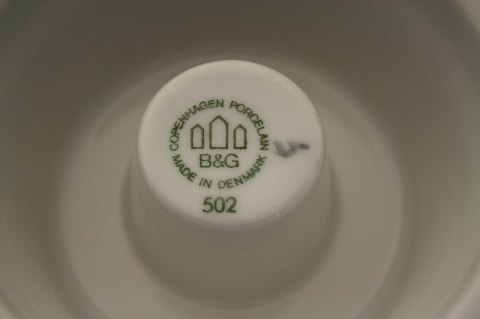 COPENHAGEN PORCELAIN
B&G
MADE IN DENMARK
502